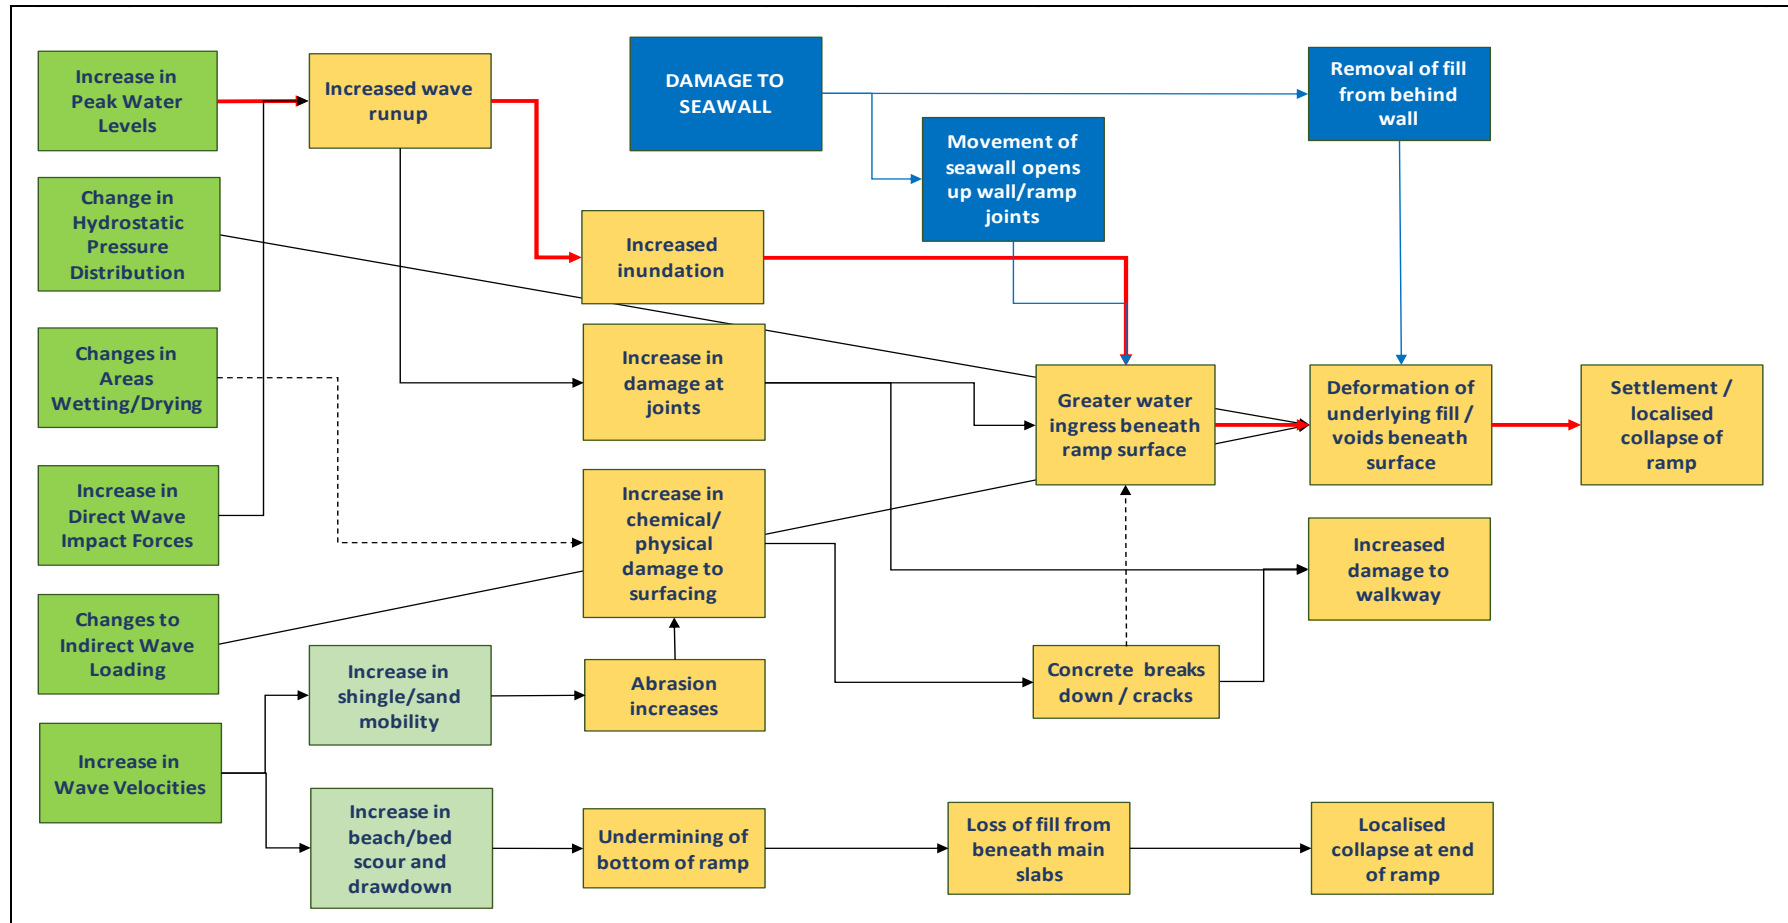 Increase in
Peak Water
Levels
Increased wave
runup
DAMAGE TO
SEAWALL
Removal of fill
from behind
wall
Movement of
seawall opens
up wall/ramp
joints
Change in
Hydrostatic
Pressure
Distribution
Increased
inundation
Changes in
Areas
Wetting/Drying
Increase in
damage at
joints
Greater water
ingress beneath
ramp surface
Deformation of
underlying fill /
voids beneath
surface
Settlement /
localised
collapse of
ramp
Increase in
Direct Wave
Impact Forces
Increase in
chemical/
physical
damage to
surfacing
Increased
damage to
walkway
Changes to
Indirect Wave
Loading
Increase in
shingle/sand
mobility
Abrasion
increases
Concrete breaks
down / cracks
Increase in
Wave Velocities
Increase in
beach/bed
scour and
drawdown
Undermining of
bottom of ramp
Loss of fill from
beneath main
slabs
Localised
collapse at end
of ramp